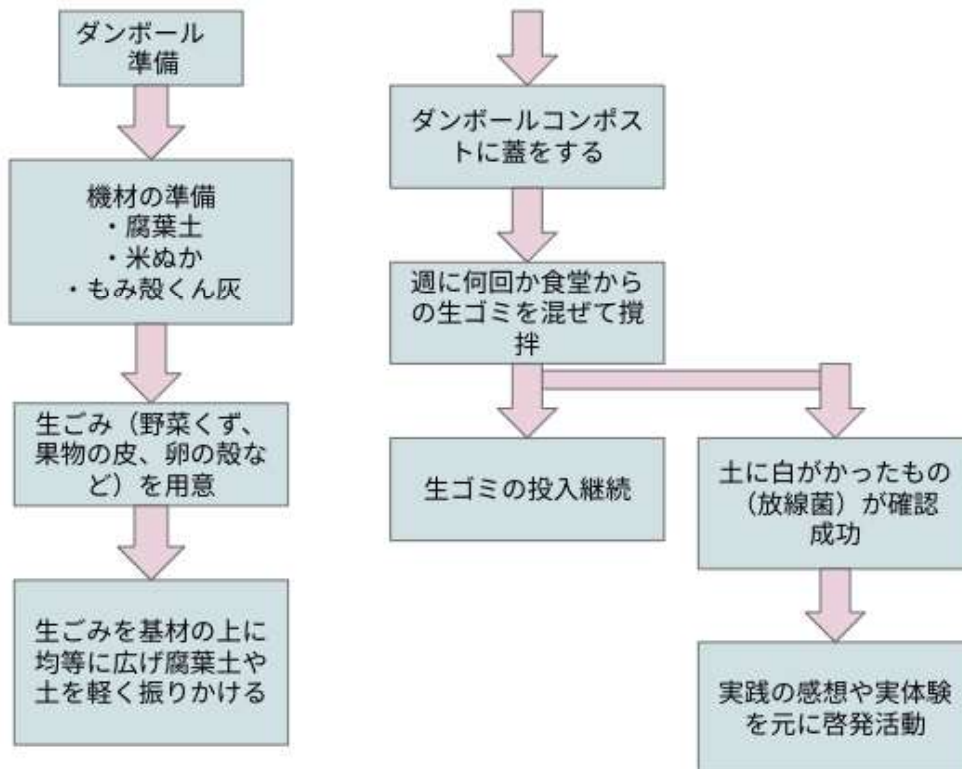 ダンボール
準備
機材の準備
・腐葉土
・米ぬか
・もみ殻くん灰
生ごみ（野菜くず、
果物の皮、卵の殻な
ど）を用意
生ごみを基材の上に
均等に広げ腐葉土や
土を軽く振りかける
ダンボールコンポス
トに蓋をする
週に何回か食堂から
の生ゴミを混ぜて撹
拌
生ゴミの投入継続
土に白がかったもの
（放線菌）が確認
成功
実践の感想や実体験
を元に啓発活動